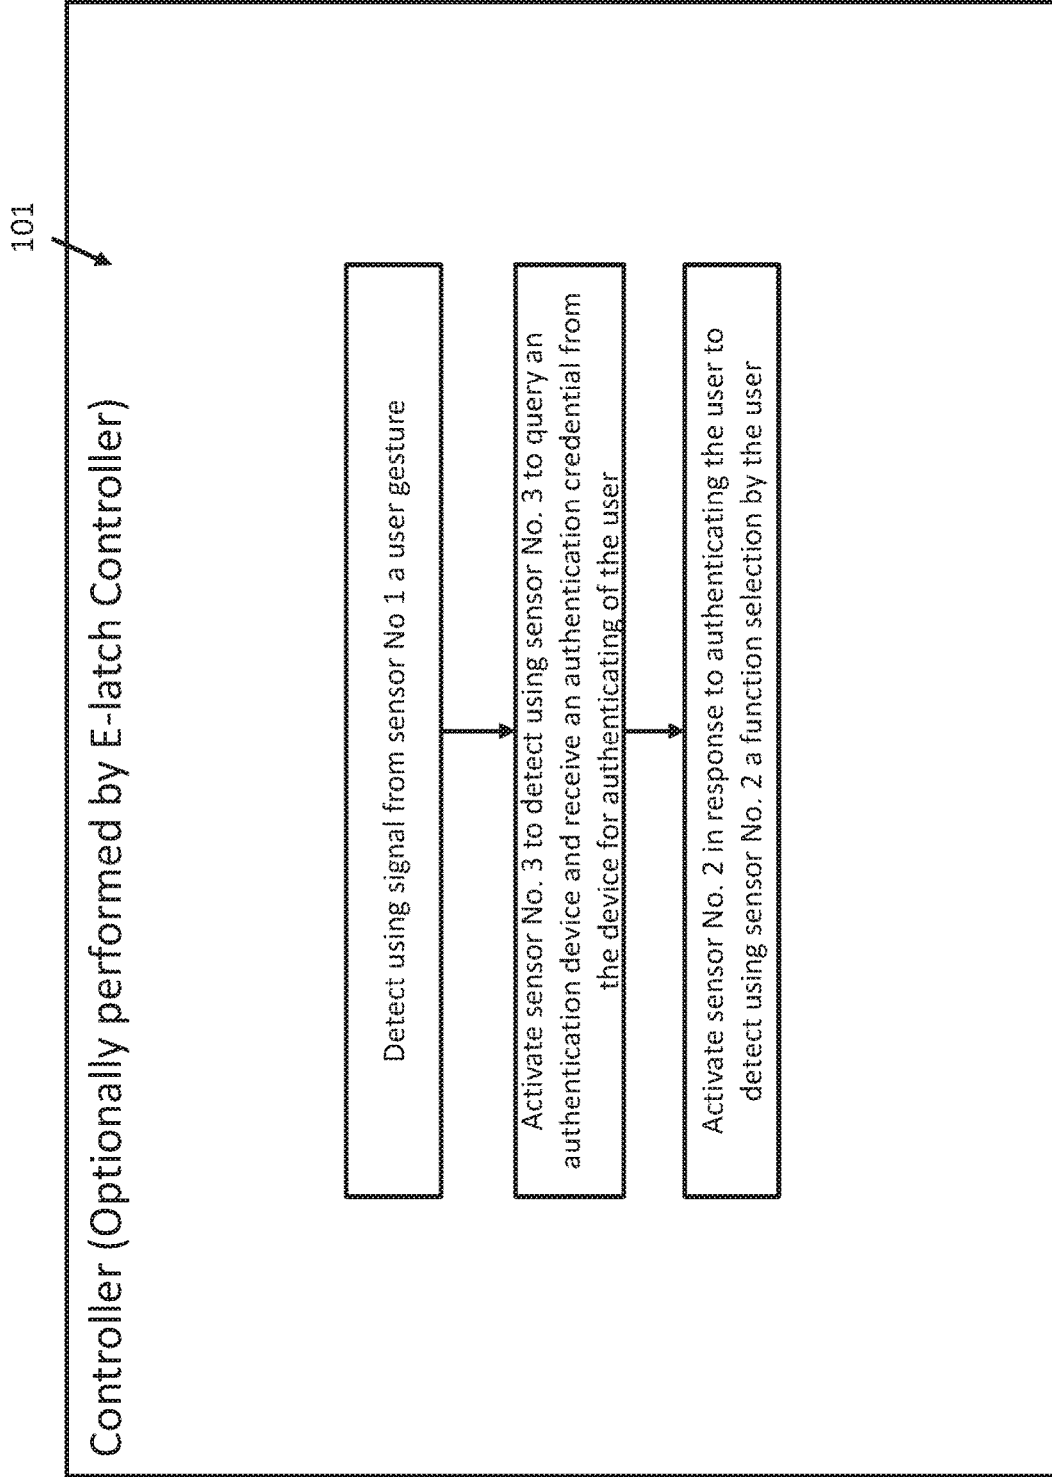 101
Controller (Optionally performed by E-latch Controller)
Detect using signal from sensor No 1 a user gesture
Activate sensor No. 3 to detect using sensor No. 3 to query an
authentication device and receive an authentication credential from
the device for authenticating of the user
Activate sensor No. 2 in response to authenticating the user to
detect using sensor No. 2 a function selection by the user